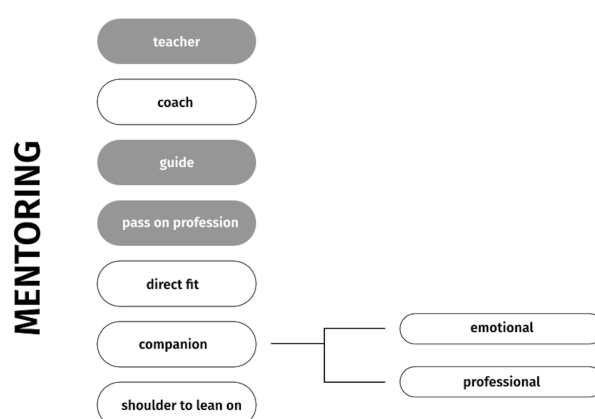 MENTORING
teacher
coach
guide
pass on profession
direct fit
companion
shoulder to lean on
emotional
professional